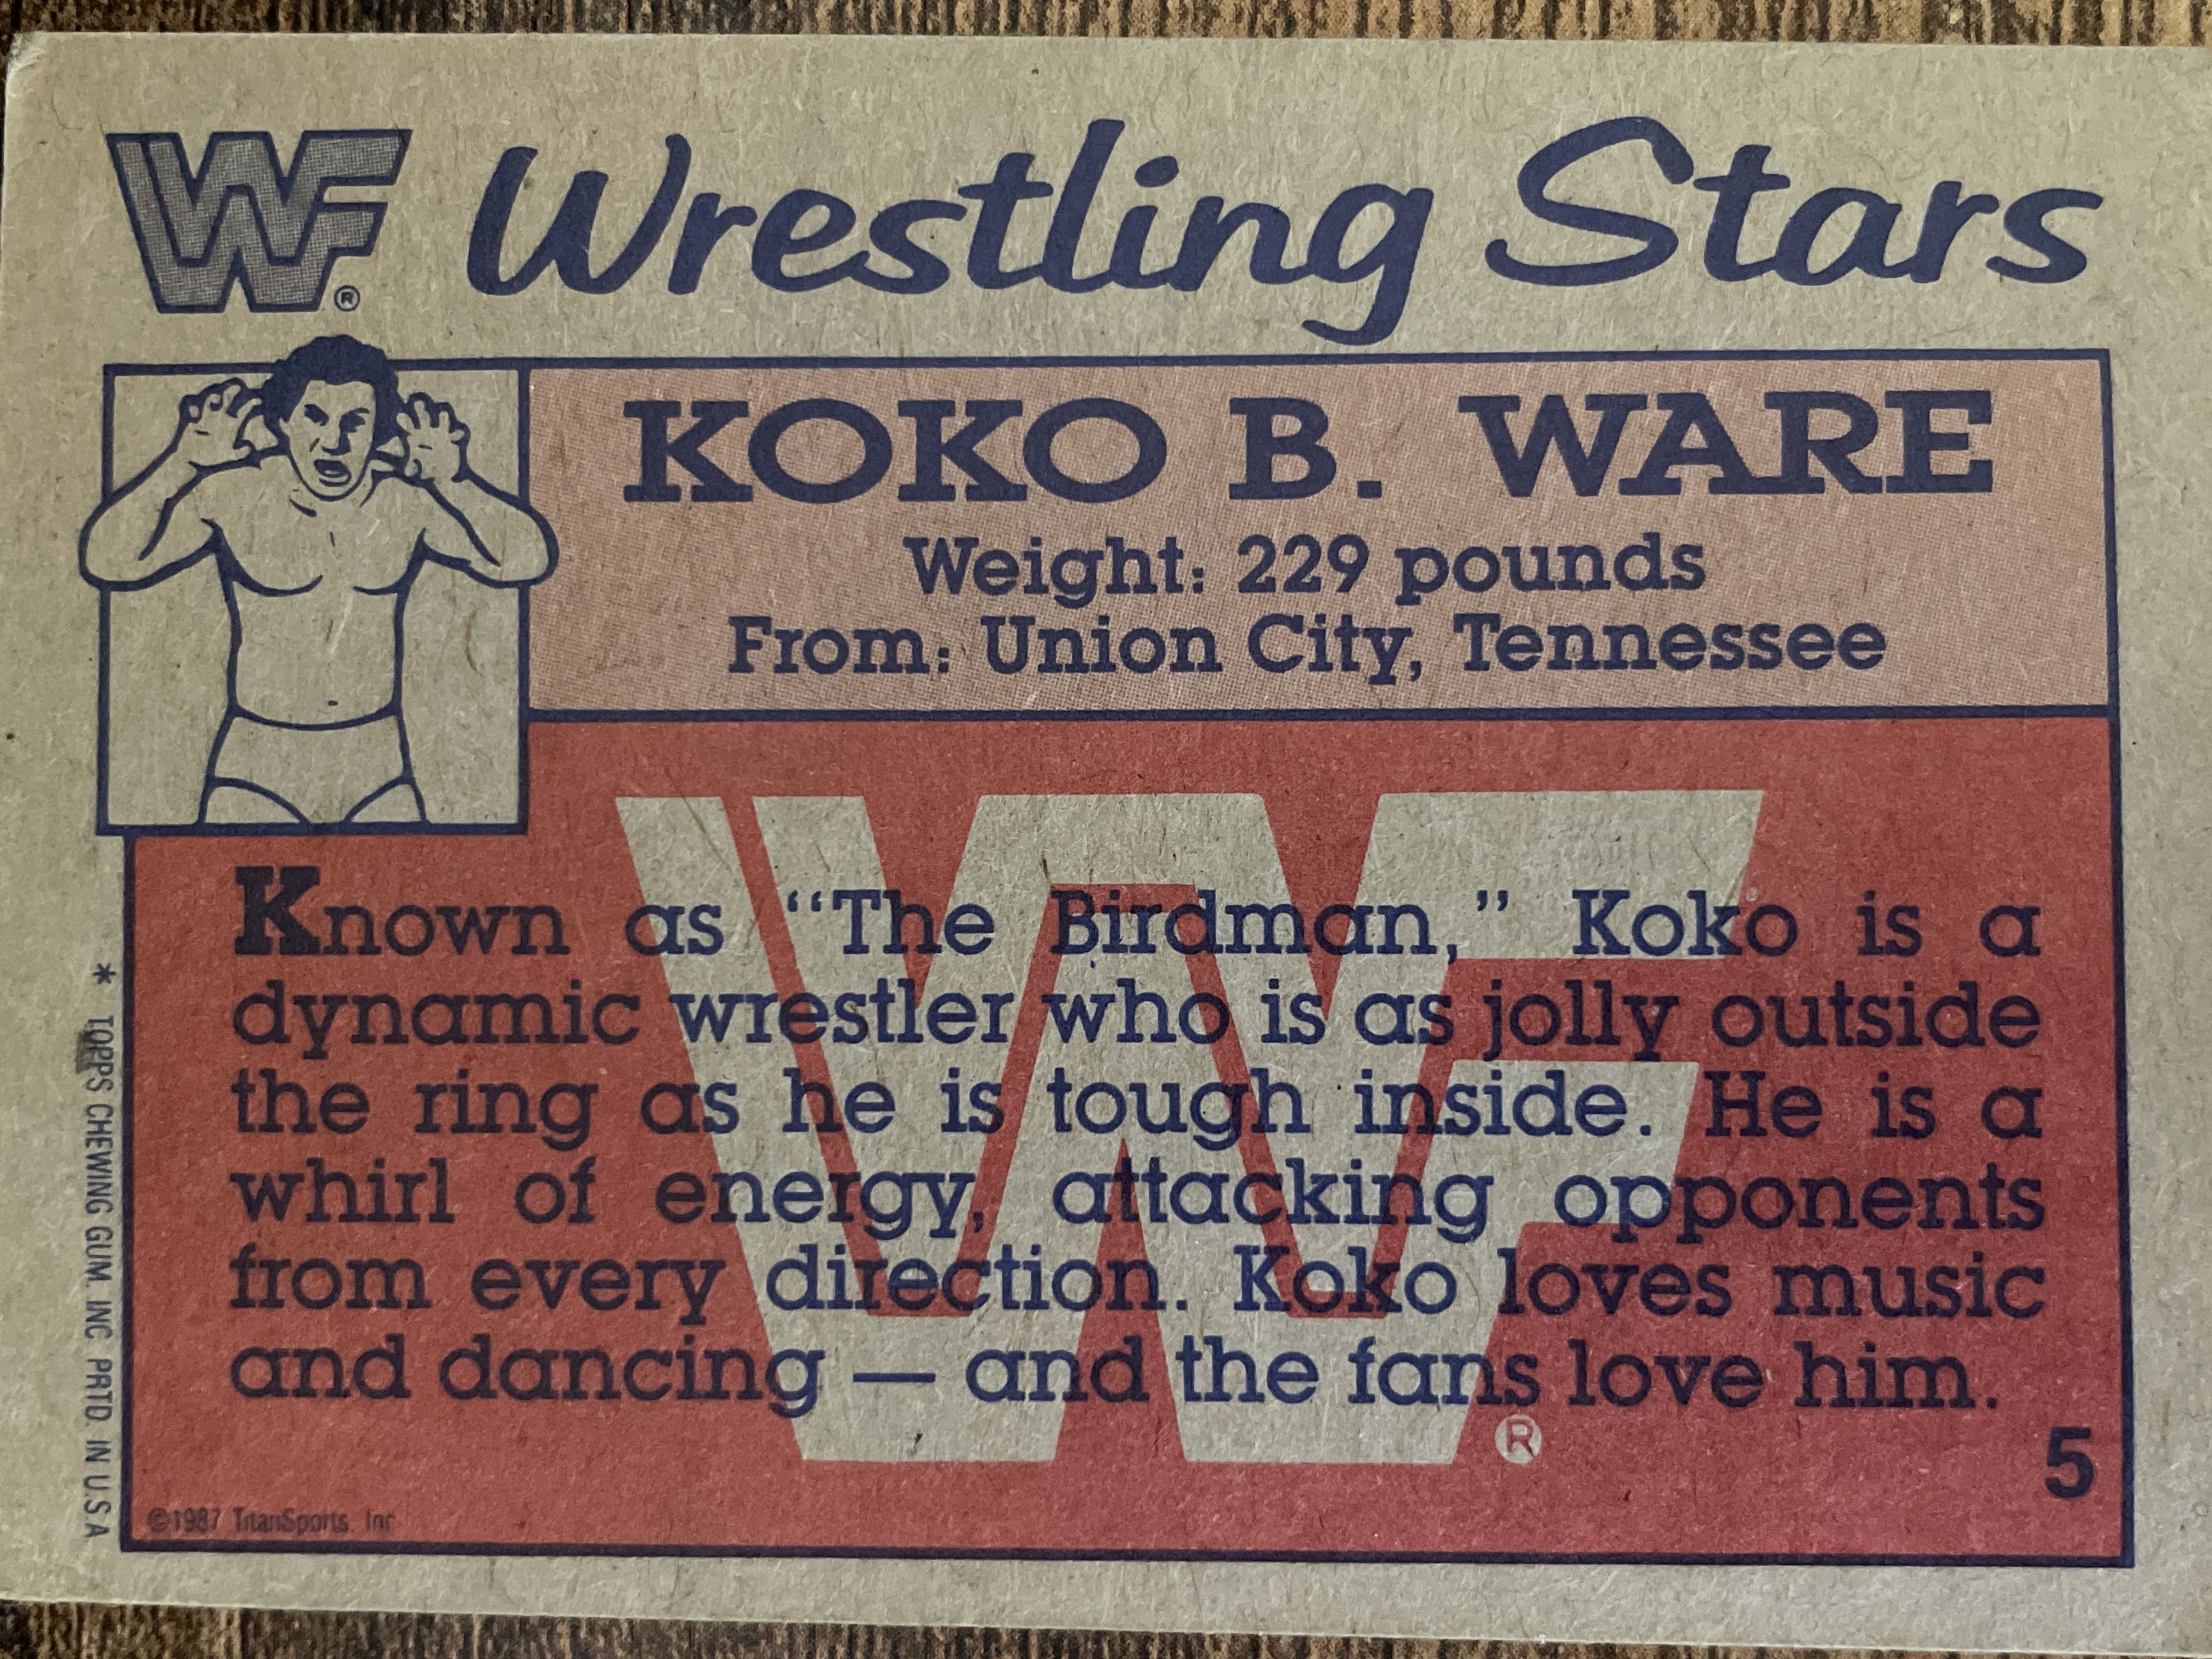 WF® Wrestling Stars
KOKO B. WARE
Weight: 229 pounds
From: Union City, Tennessee
Known as “The Birdman,” Koko is a
dynamic wrestler who is as jolly outside
the ring as he is tough inside. He is a
whirl of energy, attacking opponents
from every direction. Koko loves music
and dancing — and the fans love him.
WF®
5
©1987 TitanSports, Inc
* TOPPS CHEWING GUM, INC PRTD. IN U.S.A